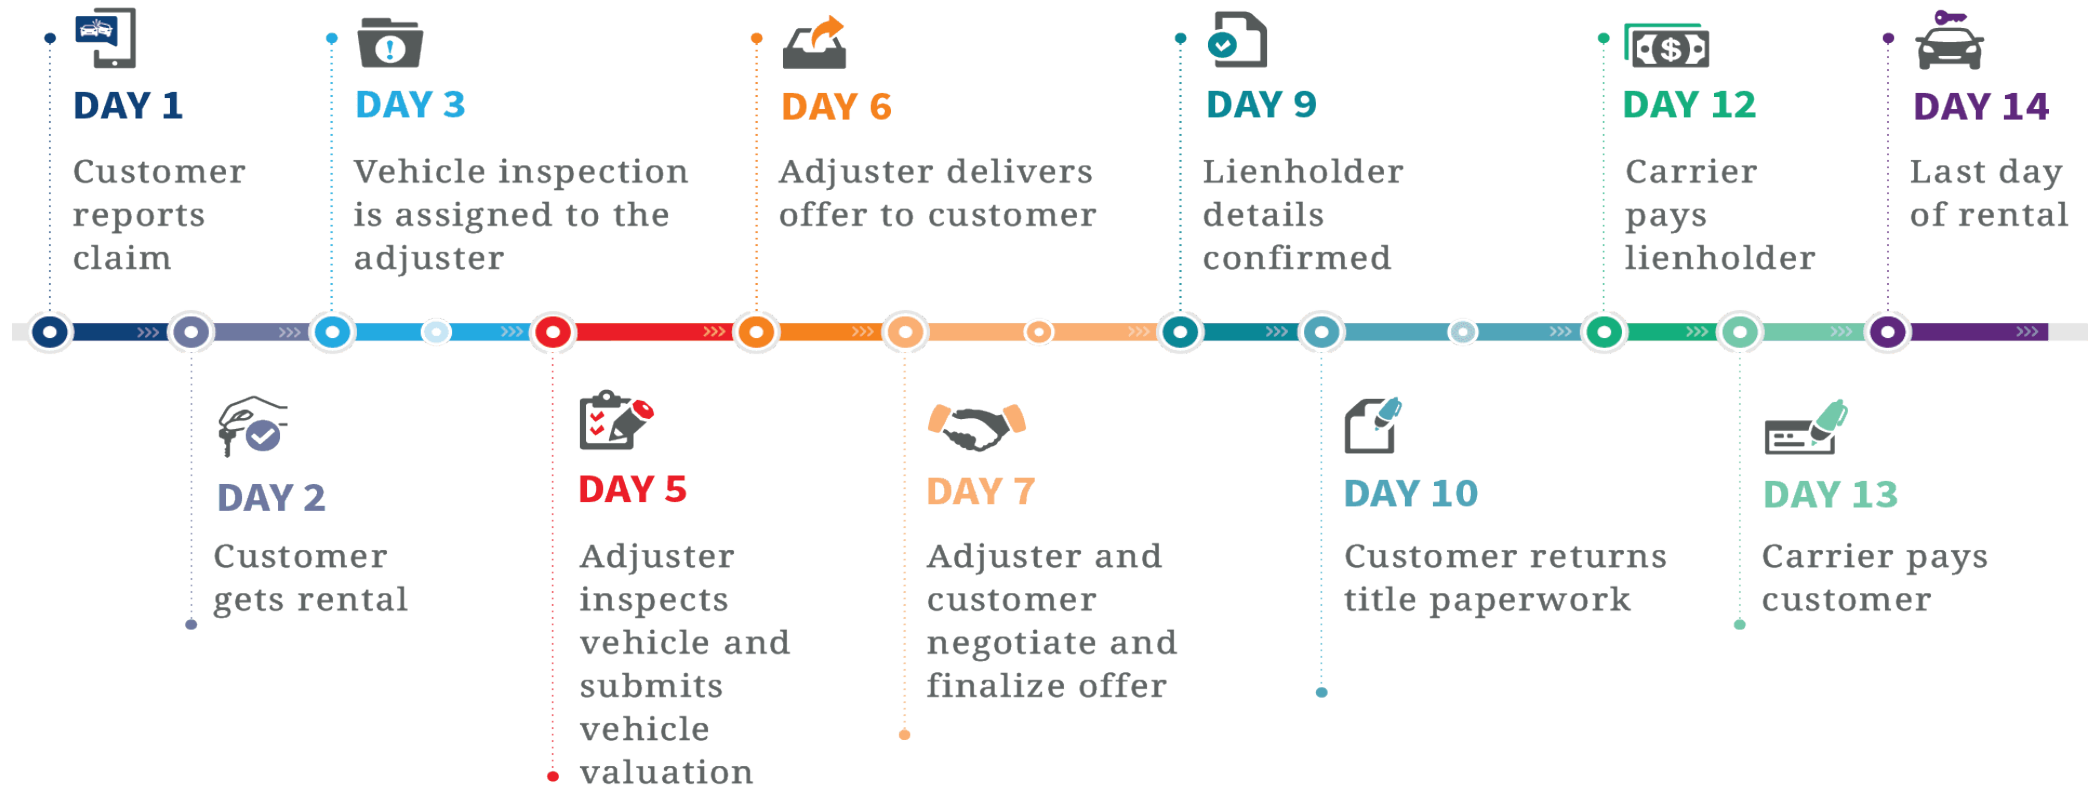 DAY 1
Customer
reports
claim
DAY 2
Customer
gets rental
DAY 3
Vehicle inspection
is assigned to the
adjuster
DAY 5
Adjuster
inspects
vehicle and
submits
vehicle
valuation
DAY 6
Adjuster delivers
offer to customer
DAY 7
Adjuster and
customer
negotiate and
finalize offer
DAY 9
Lienholder
details
confirmed
DAY 10
Customer returns
title paperwork
DAY 12
Carrier
pays
lienholder
DAY 13
Carrier pays
customer
DAY 14
Last day
of rental